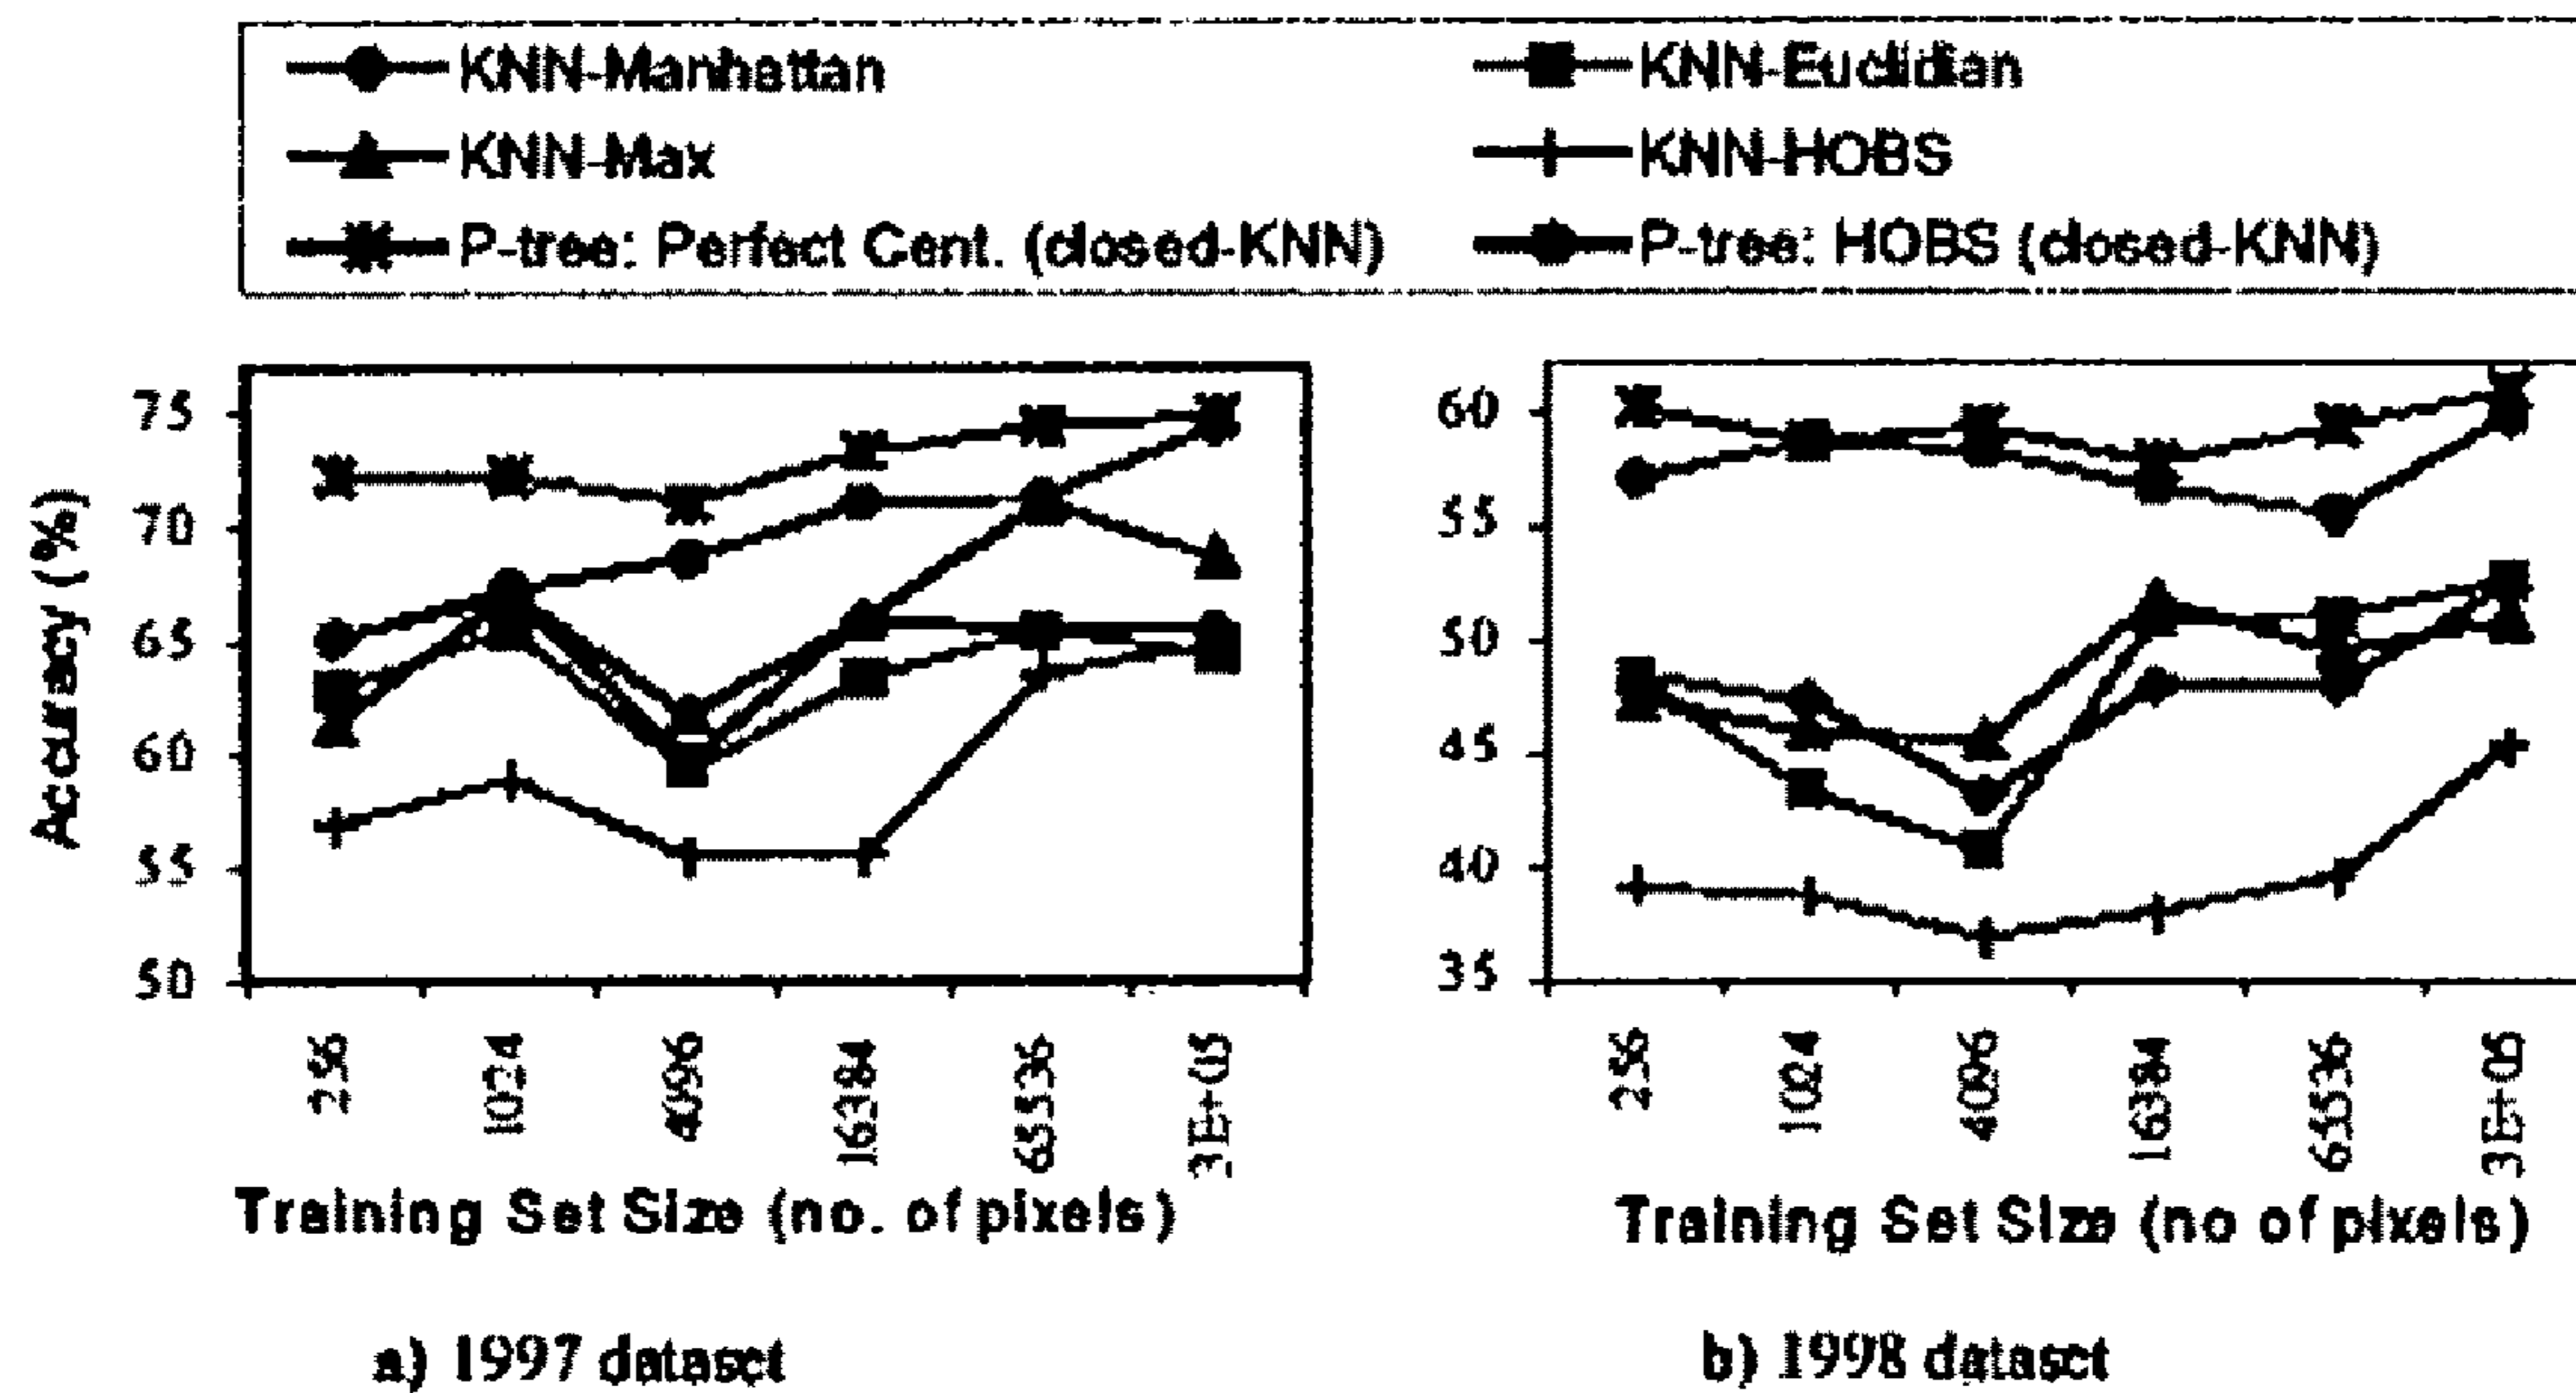 KNN-Manhattan
KNN-Euclidian
KNN-Max
KNN-HOBS
P-tree: Perfect Cent. (closed-KNN)
P-tree: HOBS (closed-KNN)
Accuracy (%)
75
70
65
60
55
50
256
1024
4096
16384
65536
3E+05
Training Set Size (no. of pixels)
a) 1997 dataset
60
55
50
45
40
35
256
1024
4096
16384
65536
3E+05
Training Set Size (no of pixels)
b) 1998 dataset